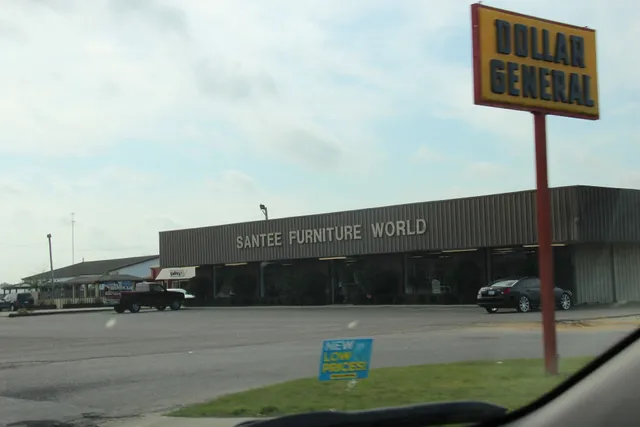 DOLLAR
GENERAL
SANTEE FURNITURE WORLD
NEW
LOW
PRICES!